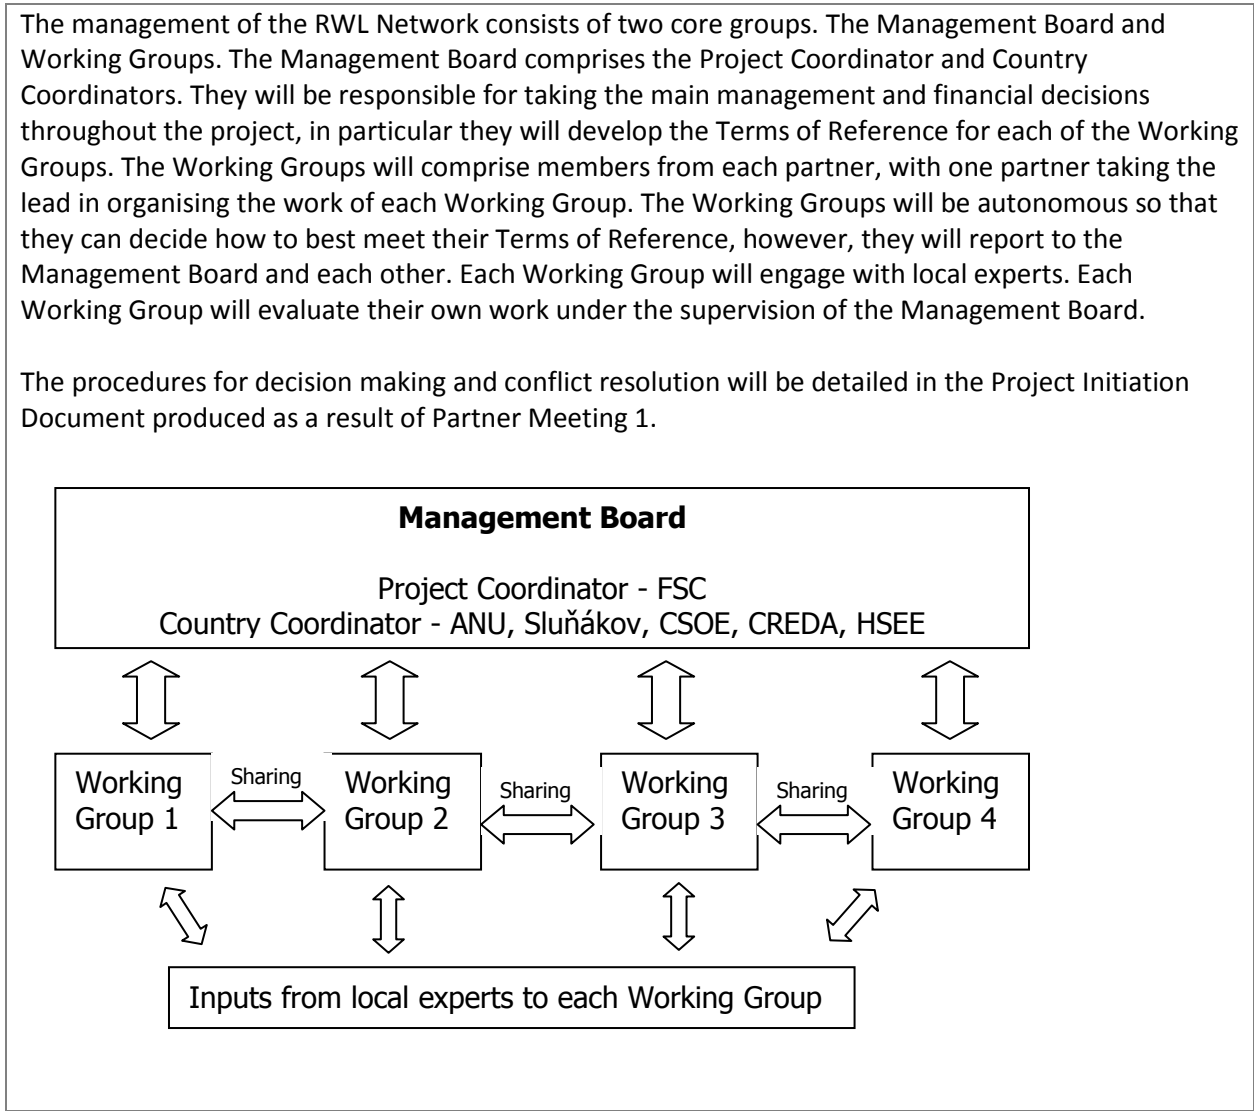 The management of the RWL Network consists of two core groups. The Management Board and
Working Groups. The Management Board comprises the Project Coordinator and Country
Coordinators. They will be responsible for taking the main management and financial decisions
throughout the project, in particular they will develop the Terms of Reference for each of the Working
Groups. The Working Groups will comprise members from each partner, with one partner taking the
lead in organising the work of each Working Group. The Working Groups will be autonomous so that
they can decide how to best meet their Terms of Reference, however, they will report to the
Management Board and each other. Each Working Group will engage with local experts. Each
Working Group will evaluate their own work under the supervision of the Management Board.
The procedures for decision making and conflict resolution will be detailed in the Project Initiation
Document produced as a result of Partner Meeting 1.
Management Board
Project Coordinator - FSC
Country Coordinator - ANU, Sluňákov, CSOE, CREDA, HSEE
Working
Group 1
Sharing
Working
Group 2
Sharing
Working
Group 3
Sharing
Working
Group 4
Inputs from local experts to each Working Group